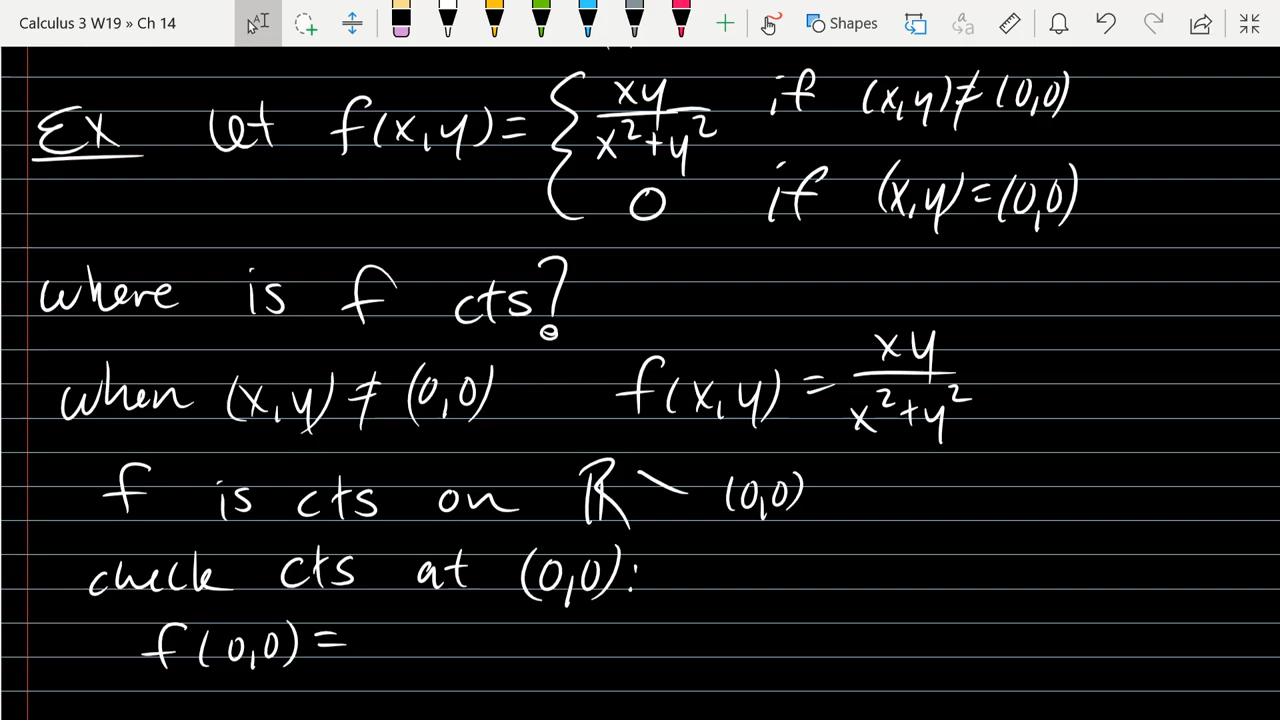 Calculus 3 W19 » Ch 14
Shapes
Ex Let f(x,y) = { xy / x² + y² if (x,y) ≠ (0,0)
0 if (x,y) = (0,0)
where is f cts?
when (x,y) ≠ (0,0) f(x,y) = xy / x² + y²
f is cts on ℝ \ (0,0)
check cts at (0,0):
f(0,0) =